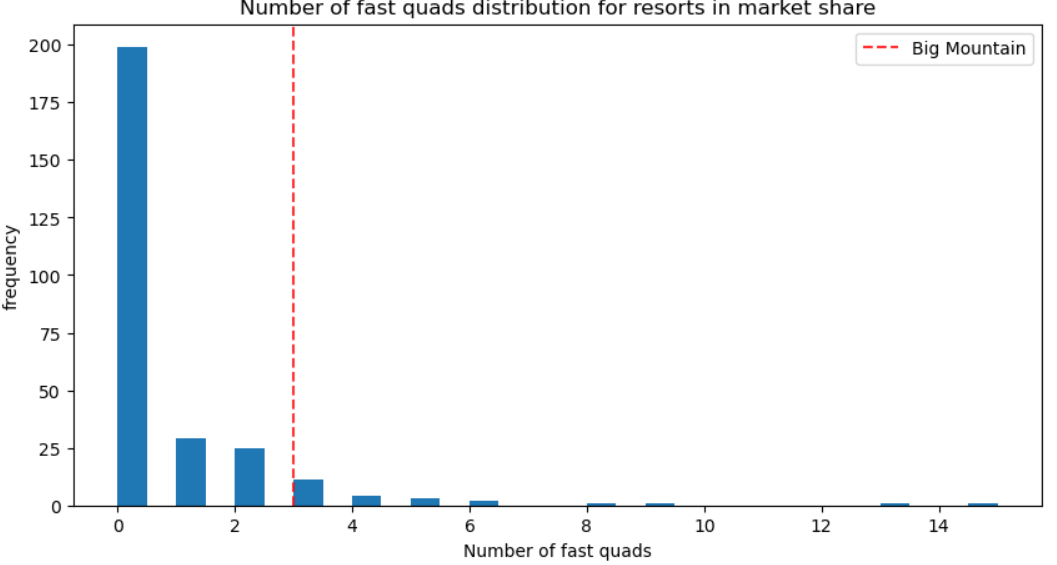 Number of fast quads distribution for resorts in market share
200
175
150
125
100
75
50
25
0
frequency
Big Mountain
0 2 4 6 8 10 12 14
Number of fast quads